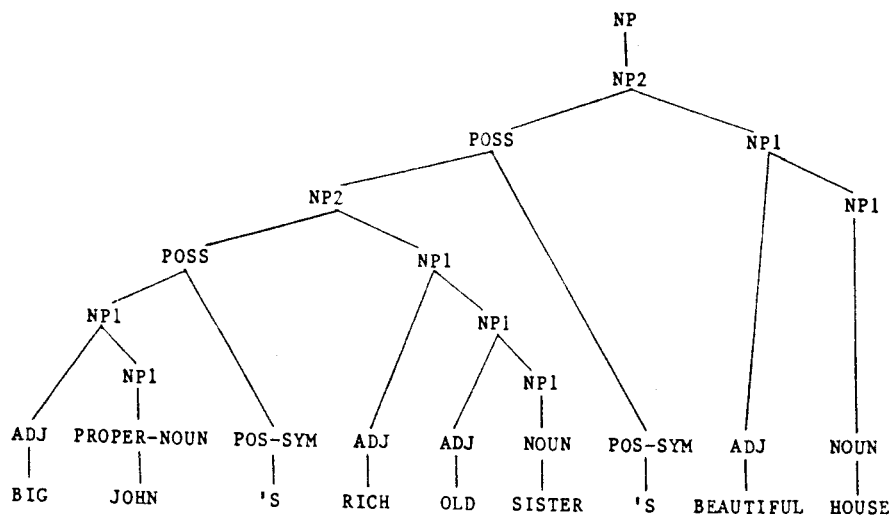 NP
NP2
POSS NP1
NP2 NP1
POSS NP1
NP1 NP1
NP1 NP1
ADJ PROPER-NOUN POS-SYM ADJ ADJ NOUN POS-SYM ADJ NOUN
BIG JOHN 'S RICH OLD SISTER 'S BEAUTIFUL HOUSE